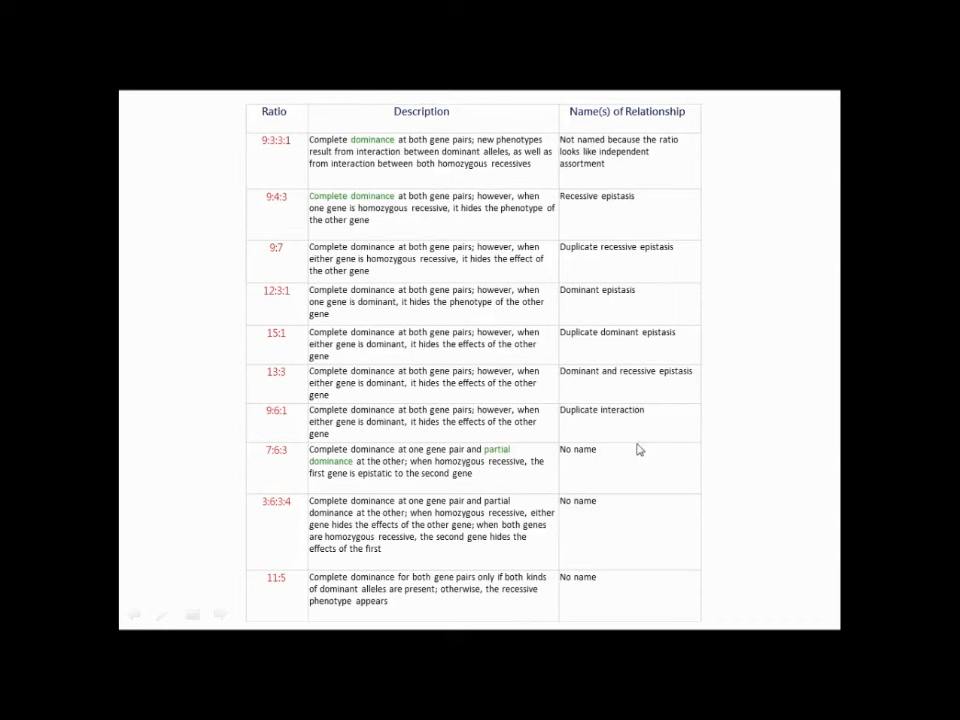 Ratio Description Name(s) of Relationship
9:3:3:1 Complete dominance at both gene pairs; new phenotypes Not named because the ratio
result from interaction between dominant alleles, as well as looks like independent
from interaction between both homozygous recessives assortment
9:4:3 Complete dominance at both gene pairs; however, when Recessive epistasis
one gene is homozygous recessive, it hides the phenotype of
the other gene
9:7 Complete dominance at both gene pairs; however, when Duplicate recessive epistasis
either gene is homozygous recessive, it hides the effect of
the other gene
12:3:1 Complete dominance at both gene pairs; however, when Dominant epistasis
one gene is dominant, it hides the phenotype of the other
gene
15:1 Complete dominance at both gene pairs; however, when Duplicate dominant epistasis
either gene is dominant, it hides the effects of the other
gene
13:3 Complete dominance at both gene pairs; however, when Dominant and recessive epistasis
either gene is dominant, it hides the effects of the other
gene
9:6:1 Complete dominance at both gene pairs; however, when Duplicate interaction
either gene is dominant, it hides the effects of the other
gene
7:6:3 Complete dominance at one gene pair and partial No name
dominance at the other; when homozygous recessive, the
first gene is epistatic to the second gene
3:6:3:4 Complete dominance at one gene pair and partial No name
dominance at the other; when homozygous recessive, either
gene hides the effects of the other gene; when both genes
are homozygous recessive, the second gene hides the
effects of the first
11:5 Complete dominance for both gene pairs only if both kinds No name
of dominant alleles are present; otherwise, the recessive
phenotype appears